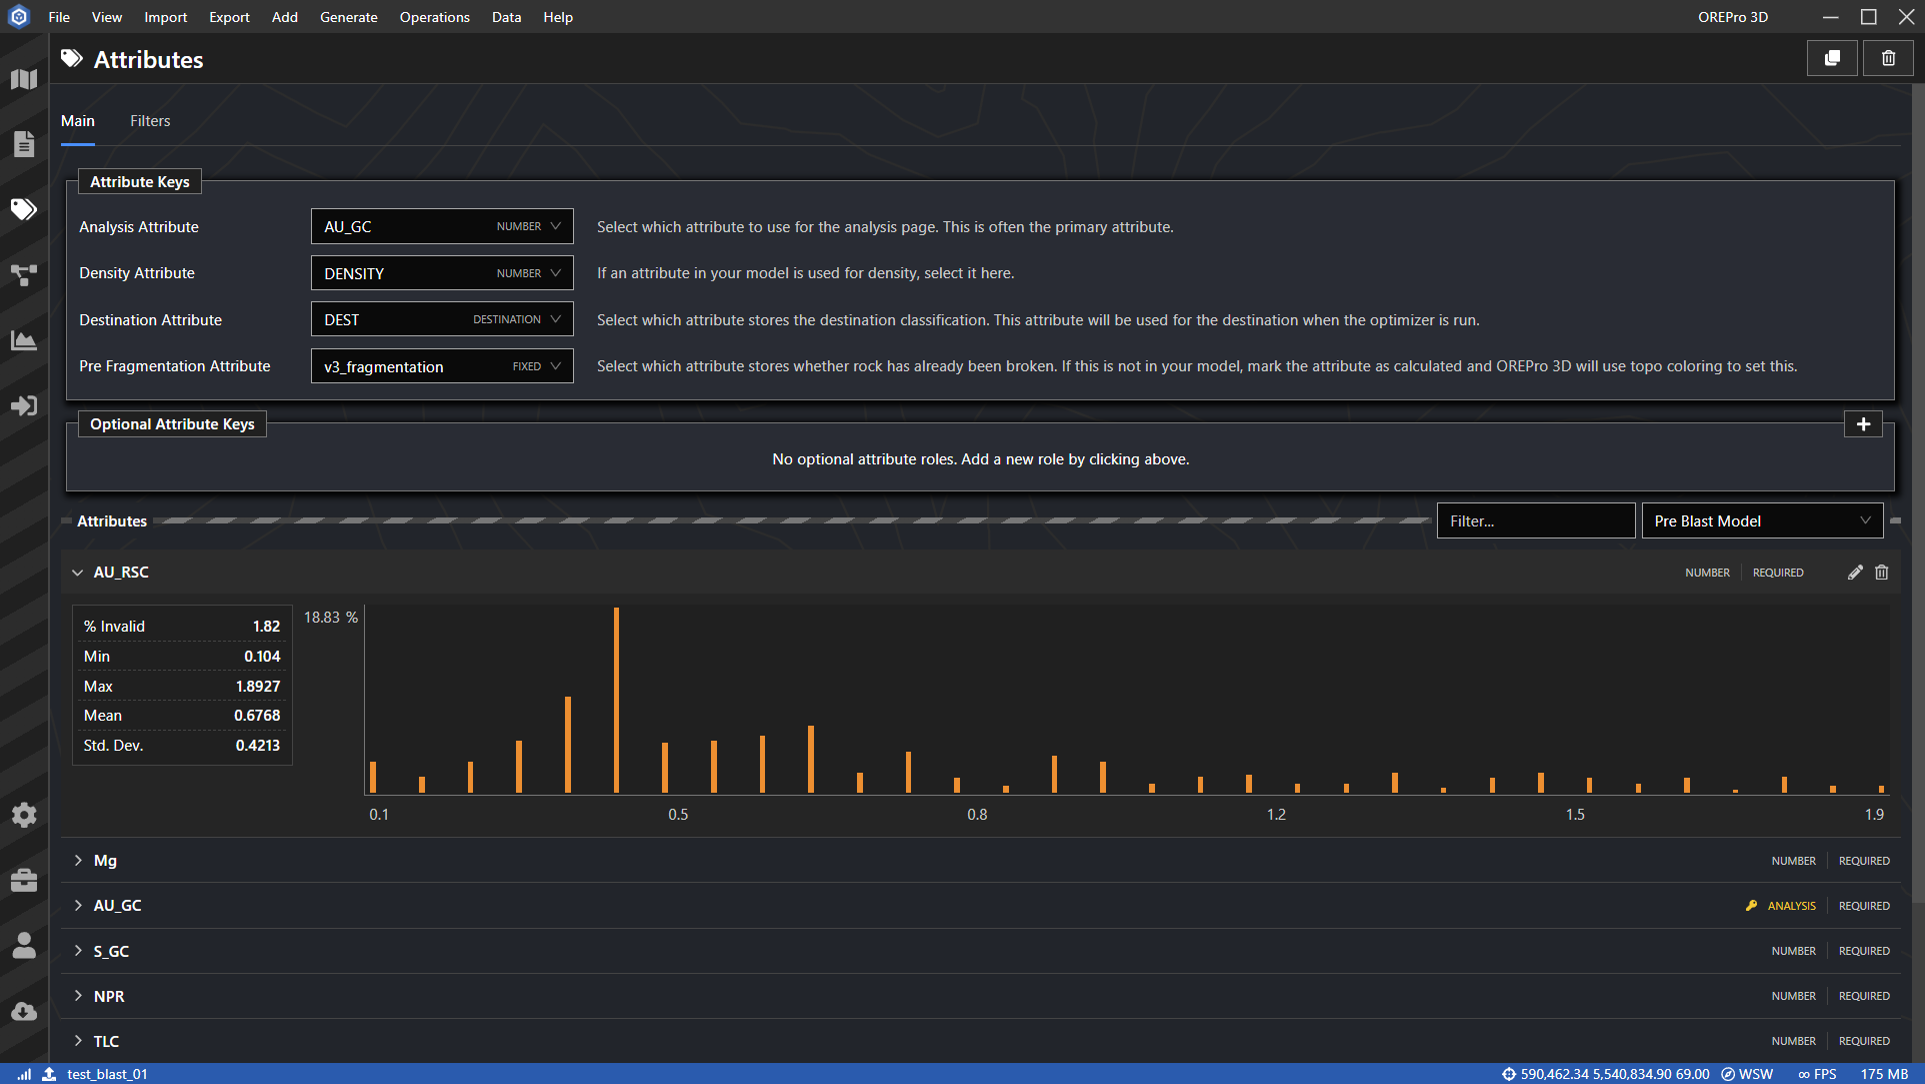 File View Import Export Add Generate Operations Data Help OREPro 3D
Attributes
Main Filters
Attribute Keys
Analysis Attribute AU_GC NUMBER Select which attribute to use for the analysis page. This is often the primary attribute.
Density Attribute DENSITY NUMBER If an attribute in your model is used for density, select it here.
Destination Attribute DEST DESTINATION Select which attribute stores the destination classification. This attribute will be used for the destination when the optimizer is run.
Pre Fragmentation Attribute v3_fragmentation FIXED Select which attribute stores whether rock has already been broken. If this is not in your model, mark the attribute as calculated and OREPro 3D will use topo coloring to set this.
Optional Attribute Keys
No optional attribute roles. Add a new role by clicking above.
Attributes Filter... Pre Blast Model
AU_RSC NUMBER REQUIRED
% Invalid 1.82
Min 0.104
Max 1.8927
Mean 0.6768
Std. Dev. 0.4213
18.83 %
0.1 0.5 0.8 1.2 1.5 1.9
Mg NUMBER REQUIRED
AU_GC ANALYSIS REQUIRED
S_GC NUMBER REQUIRED
NPR NUMBER REQUIRED
TLC NUMBER REQUIRED
test_blast_01 590,462.34 5,540,834.90 69.00 WSW ∞ FPS 175 MB